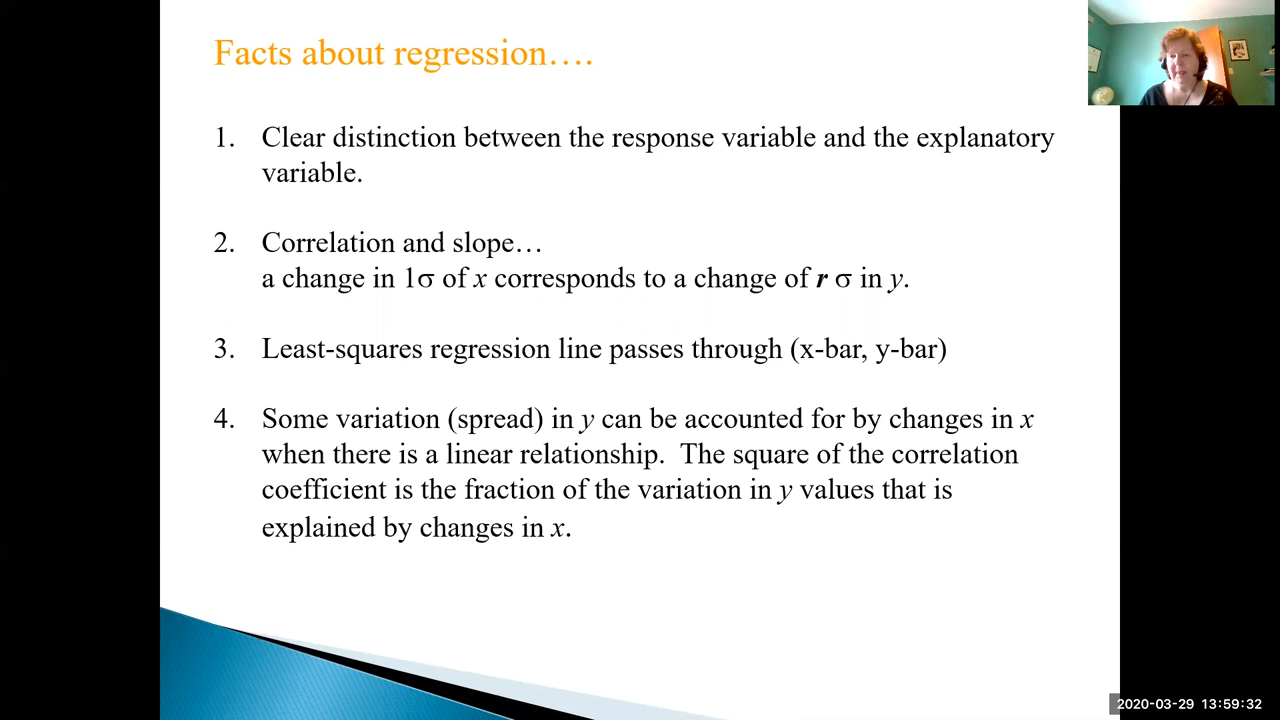 Facts about regression….
1. Clear distinction between the response variable and the explanatory
variable.
2. Correlation and slope…
a change in 1σ of x corresponds to a change of r σ in y.
3. Least-squares regression line passes through (x-bar, y-bar)
4. Some variation (spread) in y can be accounted for by changes in x
when there is a linear relationship. The square of the correlation
coefficient is the fraction of the variation in y values that is
explained by changes in x.
2020-03-29 13:59:32